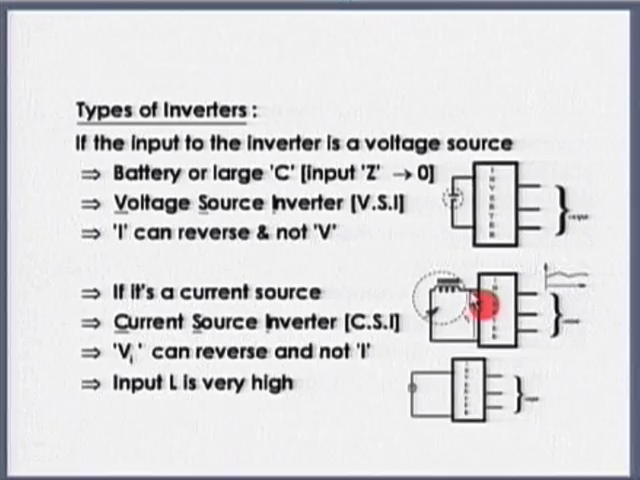 Types of Inverters :
If the input to the inverter is a voltage source
⇒ Battery or large 'C' [input 'Z' → 0]
⇒ Voltage Source Inverter [V.S.I]
⇒ 'I' can reverse & not 'V'
⇒ If it's a current source
⇒ Current Source Inverter [C.S.I]
⇒ 'Vi' can reverse and not 'I'
⇒ Input L is very high
INVERTER
INVERTER